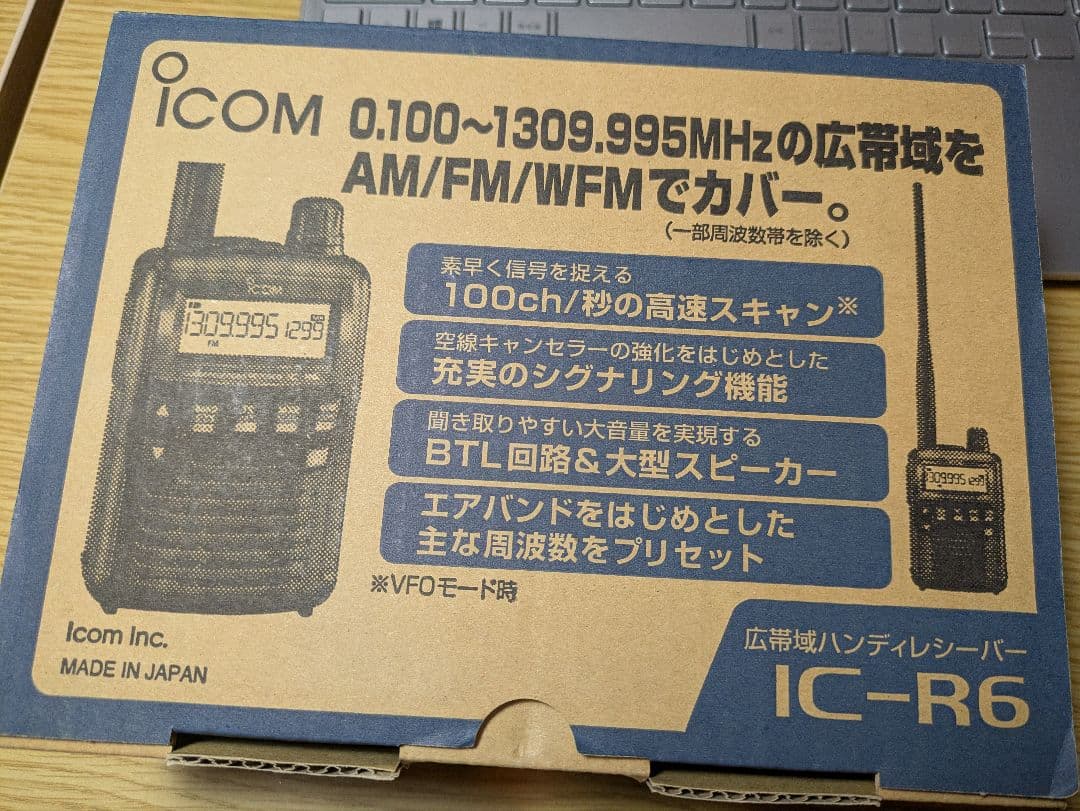 ICOM
0.100~1309.995MHzの広帯域を
AM/FM/WFMでカバー。
(一部周波数帯を除く)
素早く信号を捉える
100ch/秒の高速スキャン※
空線キャンセラーの強化をはじめとした
充実のシグナリング機能
聞き取りやすい大音量を実現する
BTL回路&大型スピーカー
エアバンドをはじめとした
主な周波数をプリセット
※VFOモード時
ICOM
1309.995 1299
FM
1309.995 1299
Icom Inc.
MADE IN JAPAN
広帯域ハンディレシーバー
IC-R6